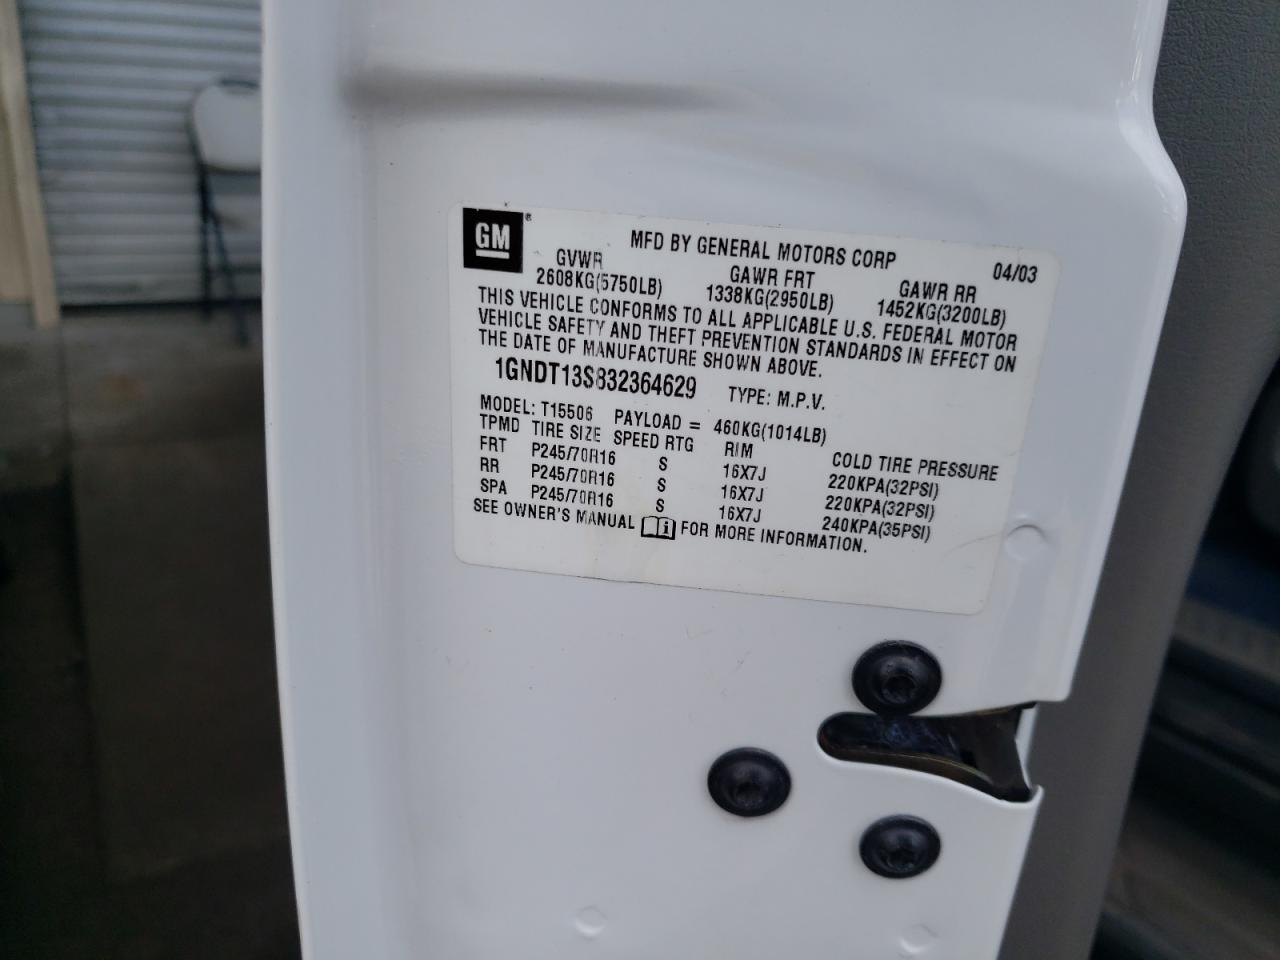 GM®
MFD BY GENERAL MOTORS CORP 04/03
GVWR GAWR FRT GAWR RR
2608KG(5750LB) 1338KG(2950LB) 1452KG(3200LB)
THIS VEHICLE CONFORMS TO ALL APPLICABLE U.S. FEDERAL MOTOR
VEHICLE SAFETY AND THEFT PREVENTION STANDARDS IN EFFECT ON
THE DATE OF MANUFACTURE SHOWN ABOVE.
1GNDT13S832364629 TYPE: M.P.V.
MODEL: T15506 PAYLOAD = 460KG(1014LB)
TPMD TIRE SIZE SPEED RTG RIM COLD TIRE PRESSURE
FRT P245/70R16 S 16X7J 220KPA(32PSI)
RR P245/70R16 S 16X7J 220KPA(32PSI)
SPA P245/70R16 S 16X7J 240KPA(35PSI)
SEE OWNER'S MANUAL i FOR MORE INFORMATION.